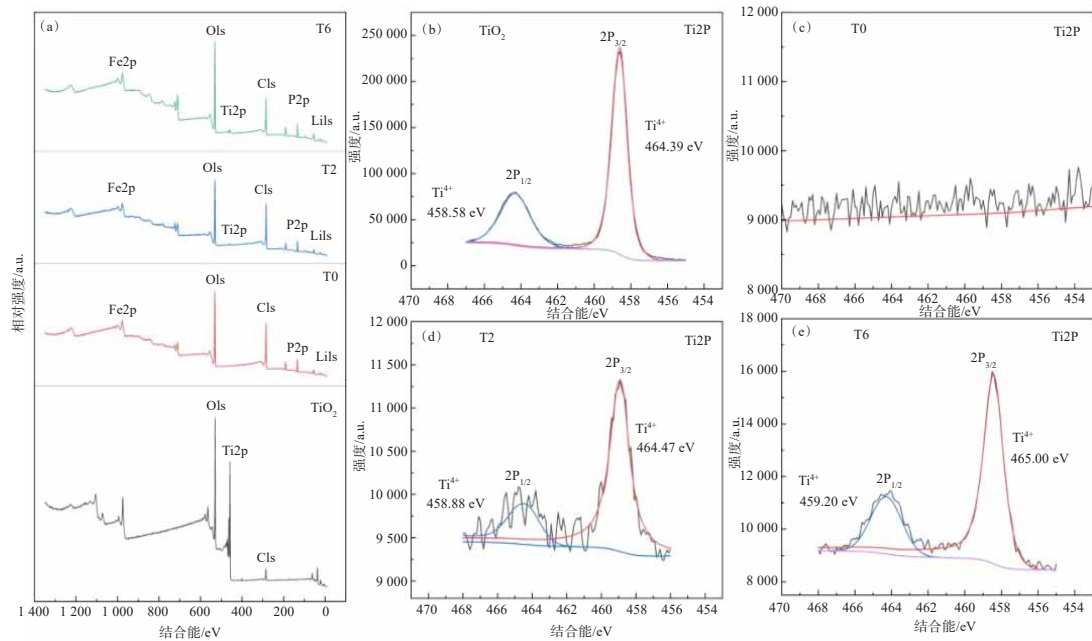 (a)
T6
Ols
Fe2p
Ti2p
Cls
P2p
Lils
T2
Ols
Fe2p
Ti2p
Cls
P2p
Lils
T0
Ols
Fe2p
Cls
P2p
Lils
TiO₂
Ols
Ti2p
Cls
相对强度/a.u.
1 400 1 200 1 000 800 600 400 200 0
结合能/eV
(b)
TiO₂
2P₃/₂
Ti2P
250 000
200 000
150 000
100 000
50 000
0
强度/a.u.
Ti⁴⁺
464.39 eV
2P₁/₂
Ti⁴⁺
458.58 eV
470 468 466 464 462 460 458 456 454
结合能/eV
(c)
T0
Ti2P
12 000
11 000
10 000
9 000
8 000
强度/a.u.
470 468 466 464 462 460 458 456 454
结合能/eV
(d)
T2
Ti2P
2P₃/₂
12 000
11 500
11 000
10 500
10 000
9 500
9 000
强度/a.u.
Ti⁴⁺
464.47 eV
2P₁/₂
Ti⁴⁺
458.88 eV
470 468 466 464 462 460 458 456 454
结合能/eV
(e)
T6
Ti2P
2P₃/₂
18 000
16 000
14 000
12 000
10 000
8 000
强度/a.u.
Ti⁴⁺
465.00 eV
2P₁/₂
Ti⁴⁺
459.20 eV
470 468 466 464 462 460 458 456 454
结合能/eV